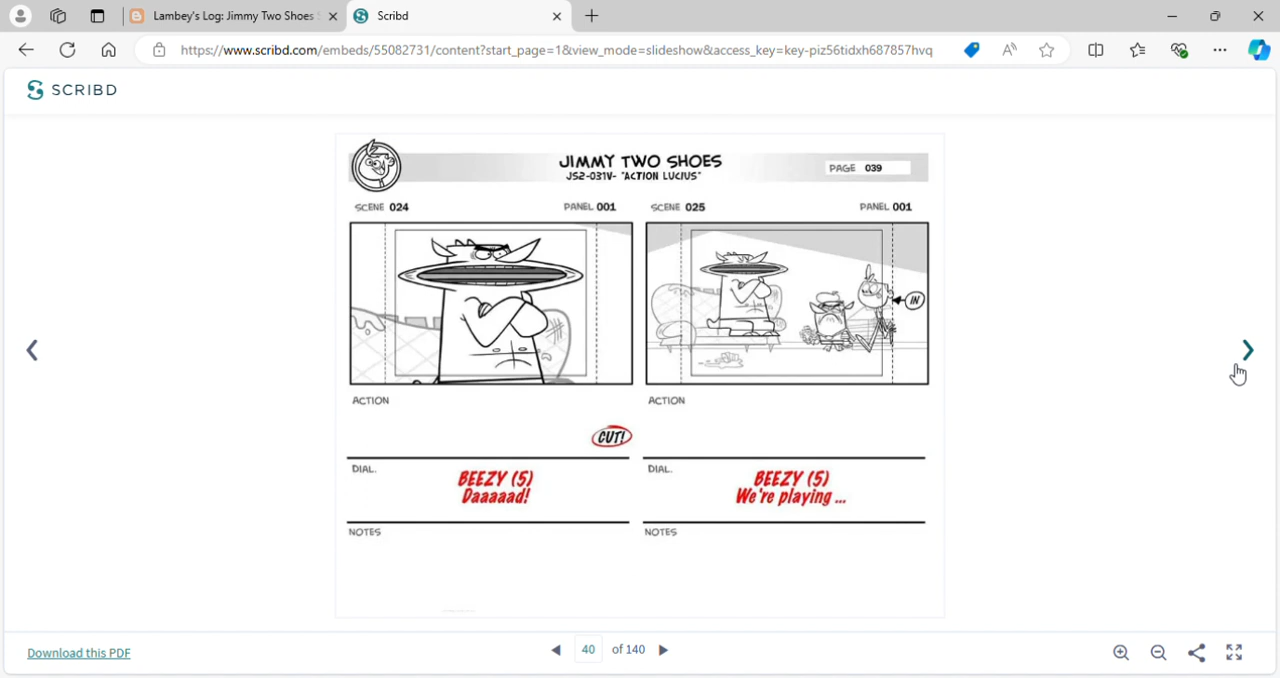 Lambey's Log: Jimmy Two Shoes
Scribd
https://www.scribd.com/embeds/55082731/content?start_page=1&view_mode=slideshow&access_key=key-piz56tidxh687857hvq
SCRIBD
JIMMY TWO SHOES
JS2-031V- "ACTION LUCIUS"
PAGE 039
SCENE 024 PANEL 001
SCENE 025 PANEL 001
IN
ACTION
ACTION
CUT!
DIAL.
BEEZY (5)
Daaaaad!
DIAL.
BEEZY (5)
We're playing ...
NOTES
NOTES
Download this PDF
40 of 140